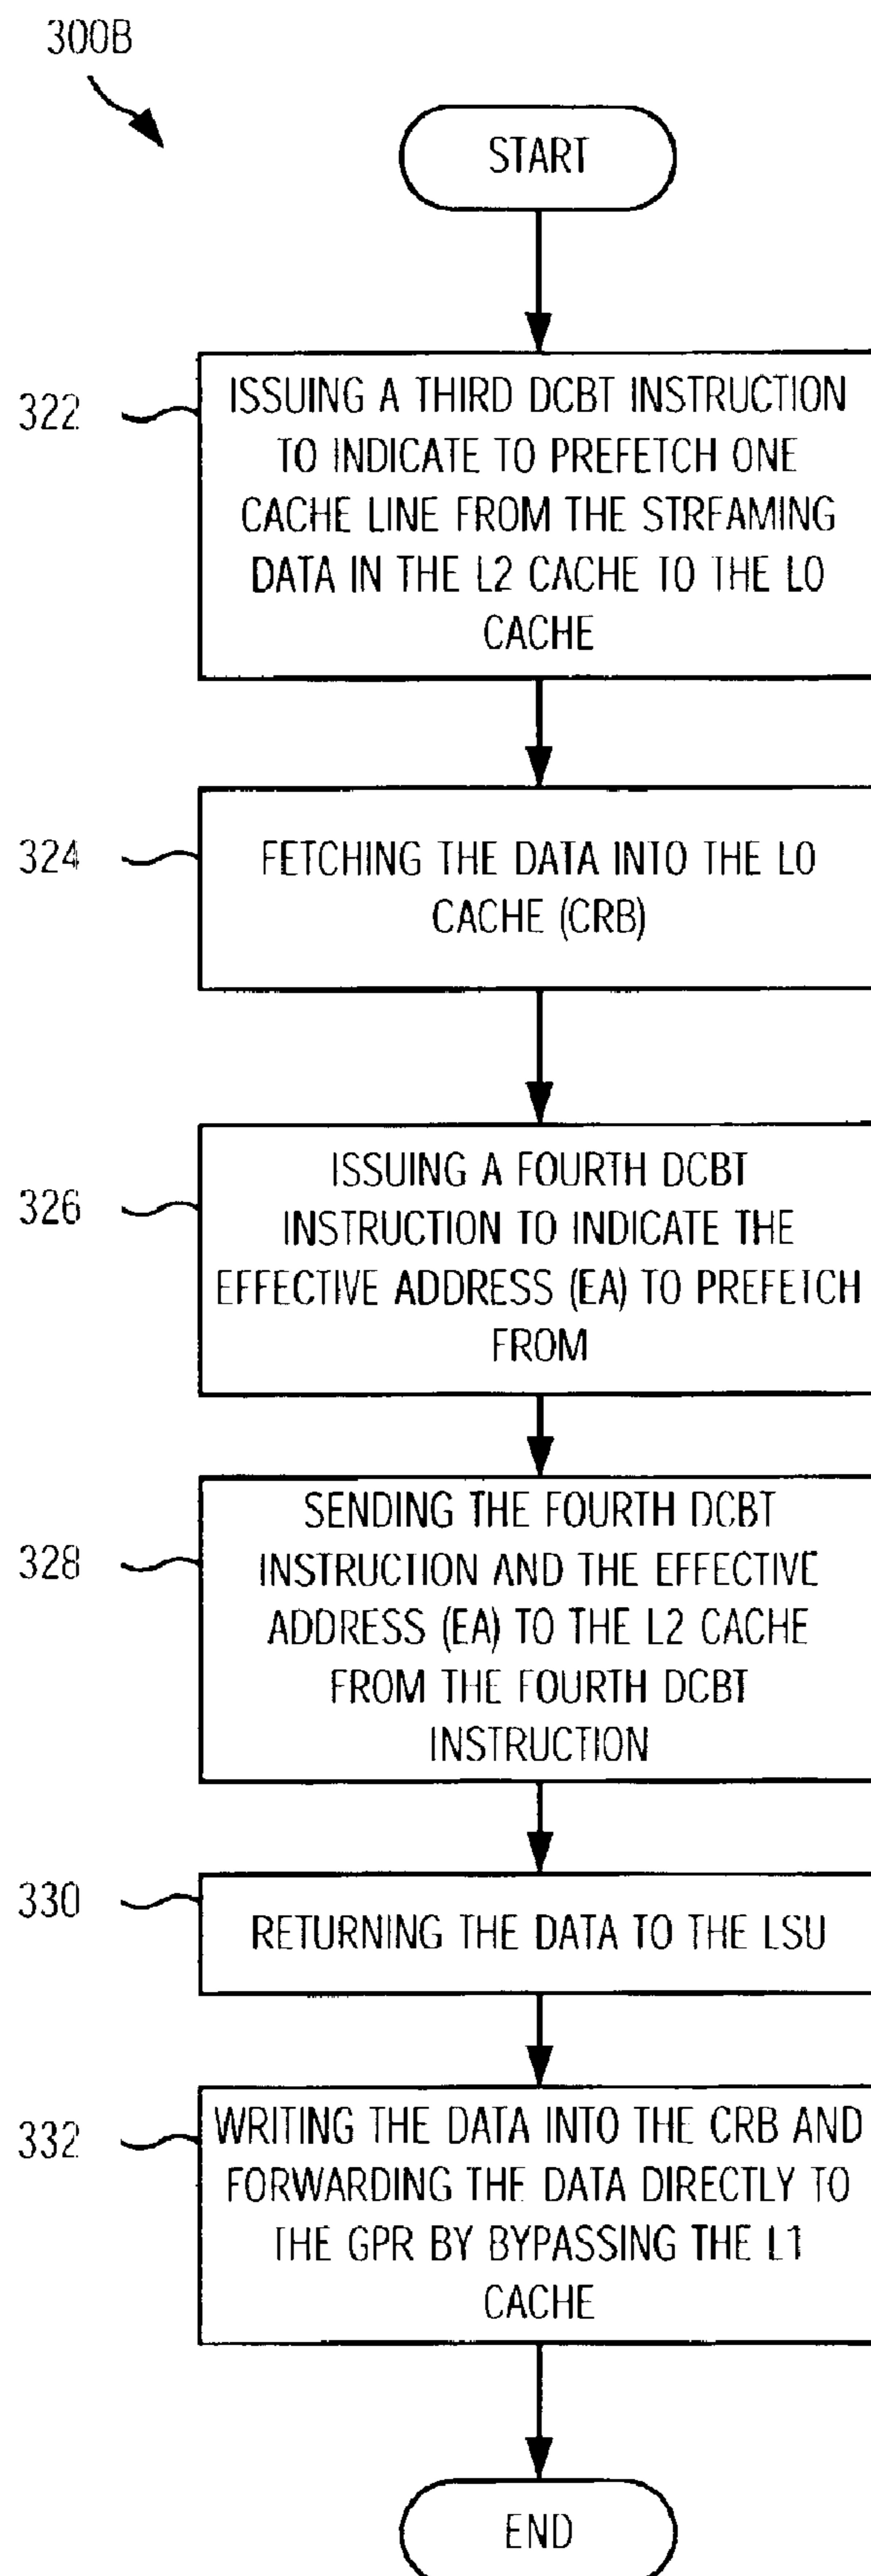 300B
START
322
ISSUING A THIRD DCBT INSTRUCTION
TO INDICATE TO PREFETCH ONE
CACHE LINE FROM THE STREAMING
DATA IN THE L2 CACHE TO THE L0
CACHE
324
FETCHING THE DATA INTO THE L0
CACHE (CRB)
326
ISSUING A FOURTH DCBT
INSTRUCTION TO INDICATE THE
EFFECTIVE ADDRESS (EA) TO PREFETCH
FROM
328
SENDING THE FOURTH DCBT
INSTRUCTION AND THE EFFECTIVE
ADDRESS (EA) TO THE L2 CACHE
FROM THE FOURTH DCBT
INSTRUCTION
330
RETURNING THE DATA TO THE LSU
332
WRITING THE DATA INTO THE CRB AND
FORWARDING THE DATA DIRECTLY TO
THE GPR BY BYPASSING THE L1
CACHE
END